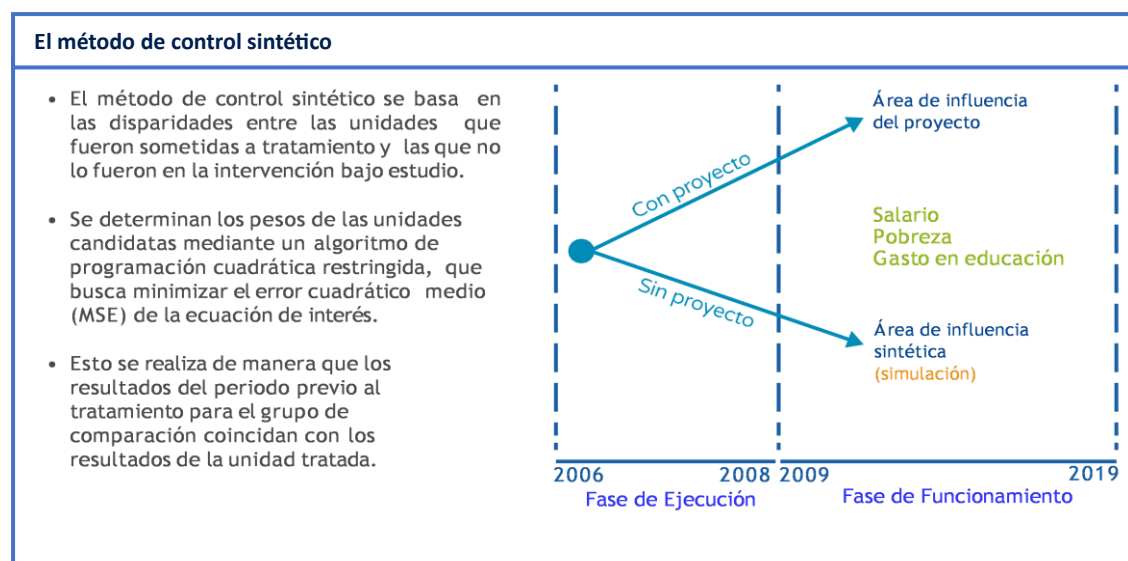 El método de control sintético
• El método de control sintético se basa en
las disparidades entre las unidades que
fueron sometidas a tratamiento y las que no
lo fueron en la intervención bajo estudio.
• Se determinan los pesos de las unidades
candidatas mediante un algoritmo de
programación cuadrática restringida, que
busca minimizar el error cuadrático medio
(MSE) de la ecuación de interés.
• Esto se realiza de manera que los
resultados del periodo previo al
tratamiento para el grupo de
comparación coincidan con los
resultados de la unidad tratada.
Área de influencia
del proyecto
Con proyecto
Salario
Pobreza
Gasto en educación
Sin proyecto
Área de influencia
sintética
(simulación)
2006 2008 2009 2019
Fase de Ejecución Fase de Funcionamiento